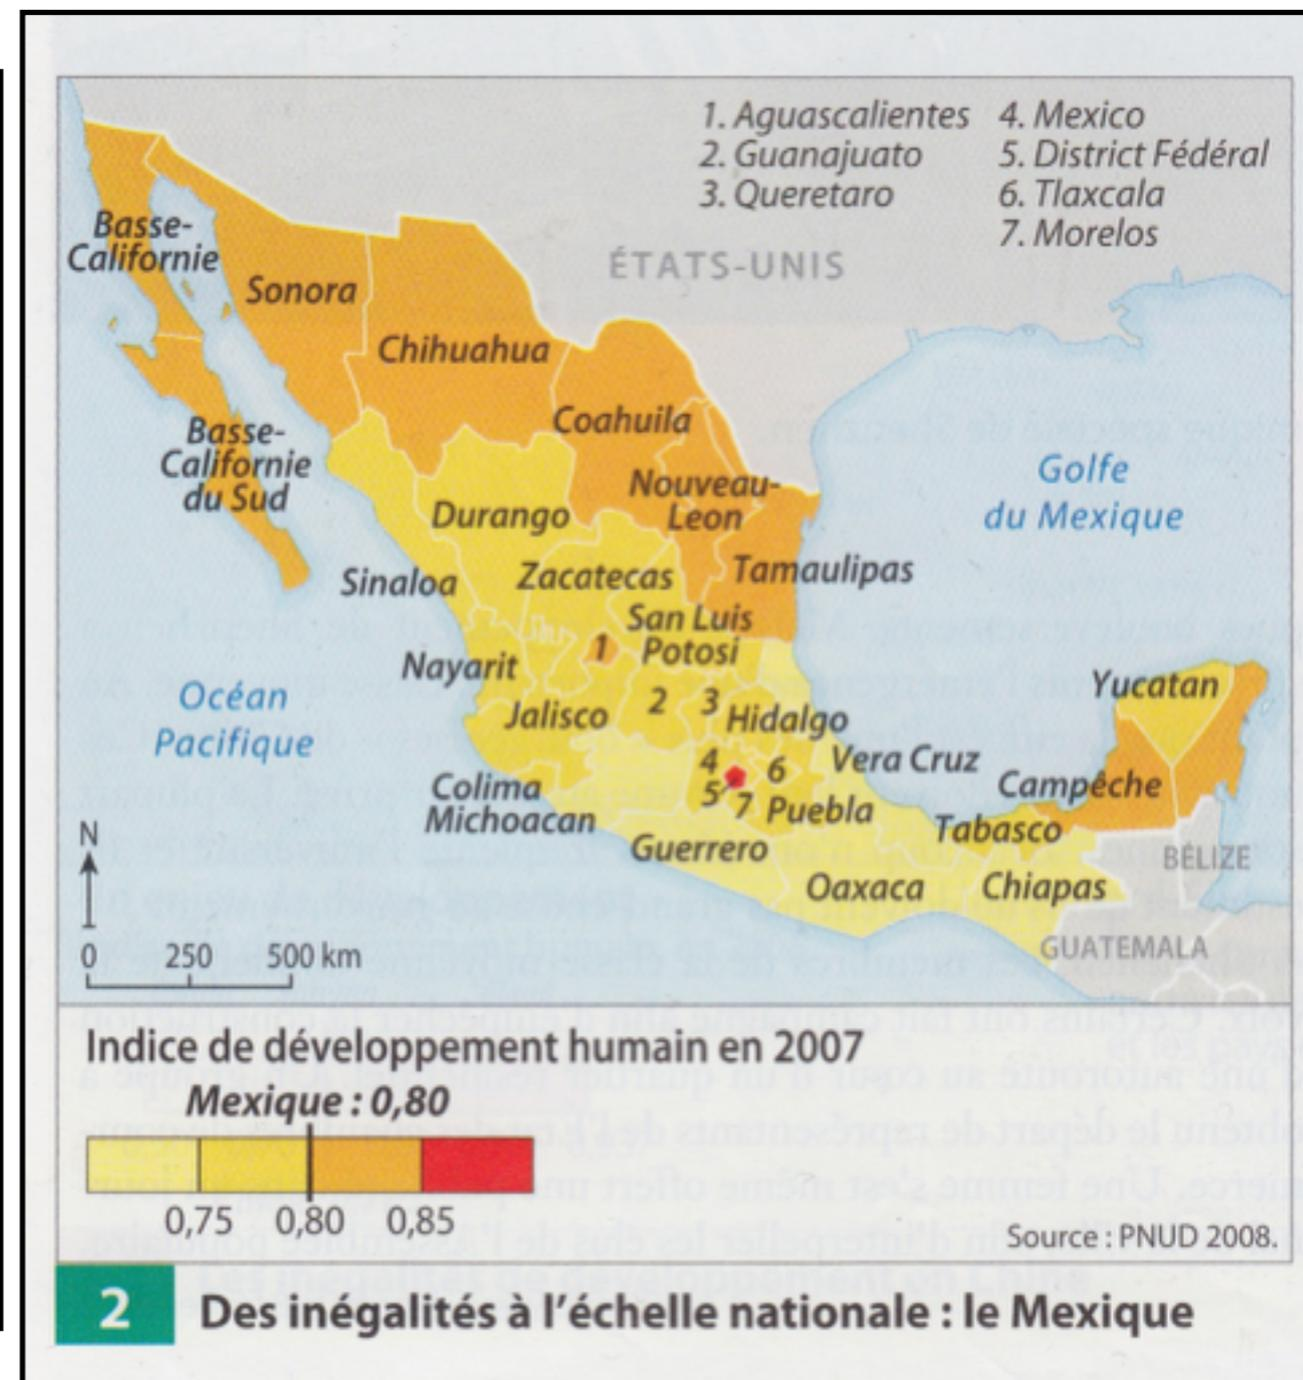 1. Aguascalientes
2. Guanajuato
3. Queretaro
4. Mexico
5. District Fédéral
6. Tlaxcala
7. Morelos
ÉTATS-UNIS
Basse-
Californie
Sonora
Chihuahua
Coahuila
Basse-
Californie
du Sud
Nouveau-
Leon
Golfe
du Mexique
Durango
Sinaloa
Zacatecas
Tamaulipas
San Luis
Potosi
1
Nayarit
Océan
Pacifique
Jalisco
2
3
Hidalgo
Yucatan
Vera Cruz
4
6
5
7
Puebla
Colima
Michoacan
Campêche
Tabasco
Guerrero
BELIZE
Oaxaca
Chiapas
GUATEMALA
N
0 250 500 km
Indice de développement humain en 2007
Mexique : 0,80
0,75 0,80 0,85
Source : PNUD 2008.
2 Des inégalités à l'échelle nationale : le Mexique